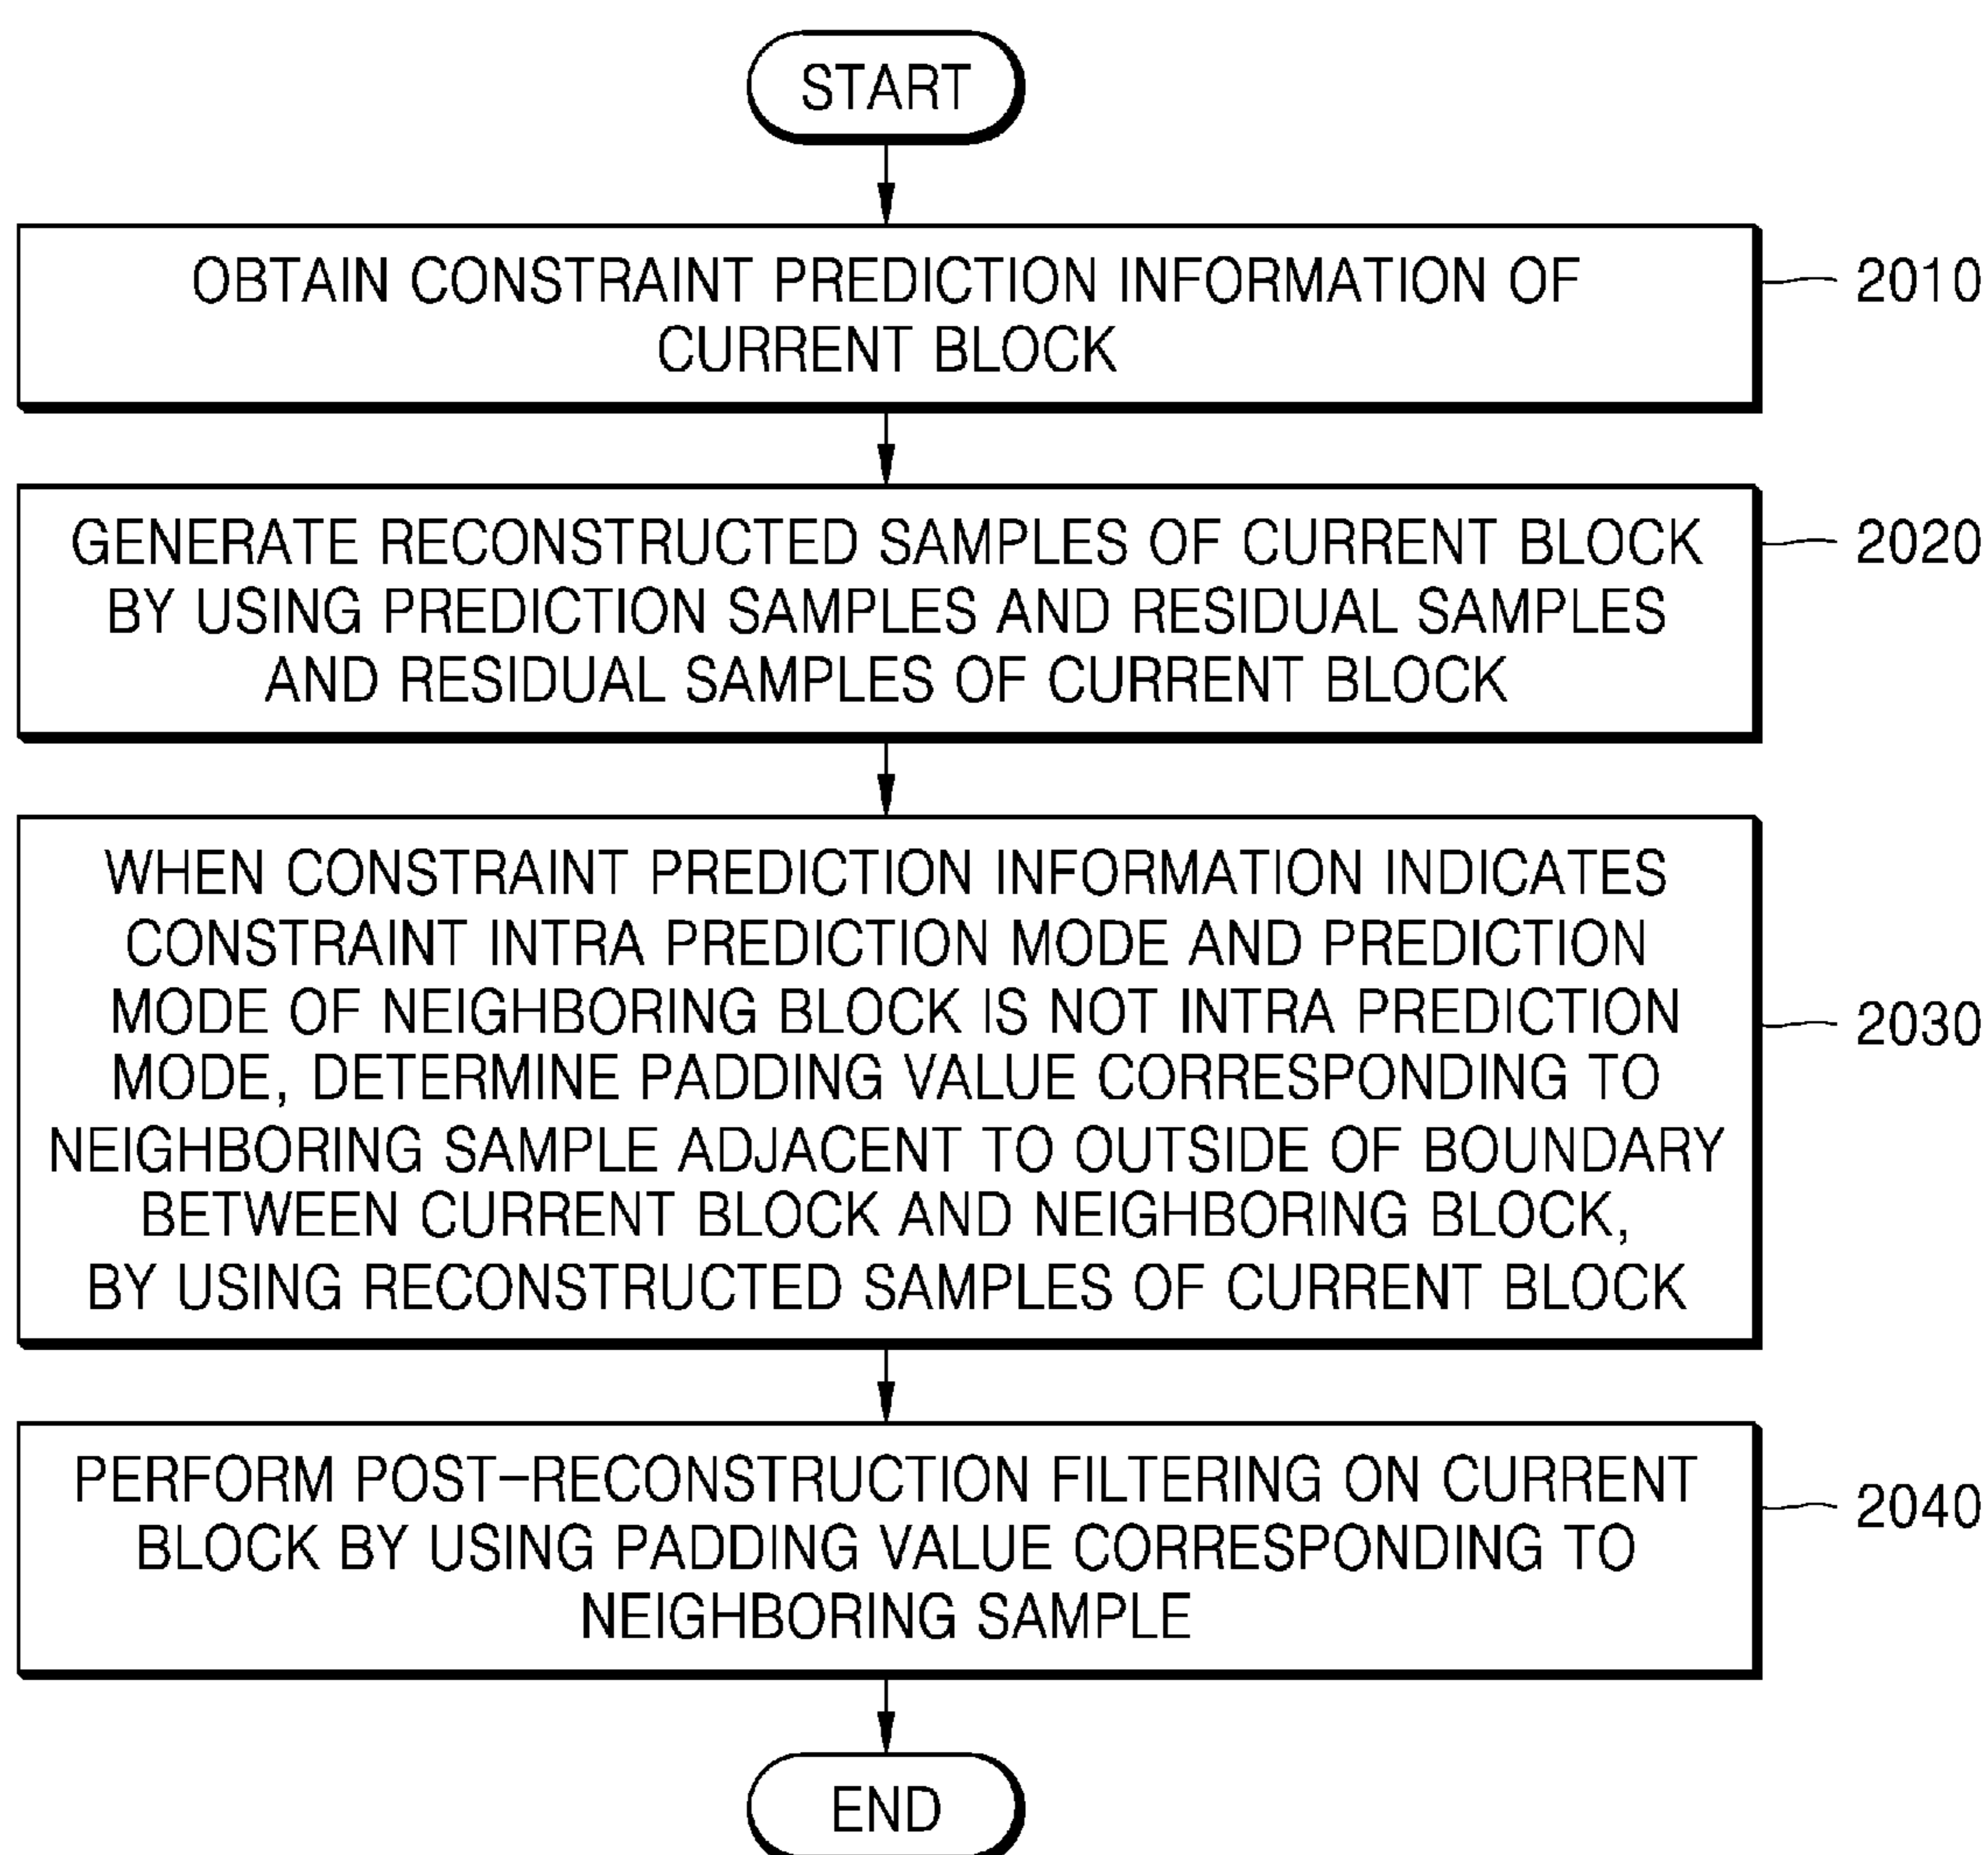 START
OBTAIN CONSTRAINT PREDICTION INFORMATION OF
CURRENT BLOCK
2010
GENERATE RECONSTRUCTED SAMPLES OF CURRENT BLOCK
BY USING PREDICTION SAMPLES AND RESIDUAL SAMPLES
AND RESIDUAL SAMPLES OF CURRENT BLOCK
2020
WHEN CONSTRAINT PREDICTION INFORMATION INDICATES
CONSTRAINT INTRA PREDICTION MODE AND PREDICTION
MODE OF NEIGHBORING BLOCK IS NOT INTRA PREDICTION
MODE, DETERMINE PADDING VALUE CORRESPONDING TO
NEIGHBORING SAMPLE ADJACENT TO OUTSIDE OF BOUNDARY
BETWEEN CURRENT BLOCK AND NEIGHBORING BLOCK,
BY USING RECONSTRUCTED SAMPLES OF CURRENT BLOCK
2030
PERFORM POST-RECONSTRUCTION FILTERING ON CURRENT
BLOCK BY USING PADDING VALUE CORRESPONDING TO
NEIGHBORING SAMPLE
2040
END